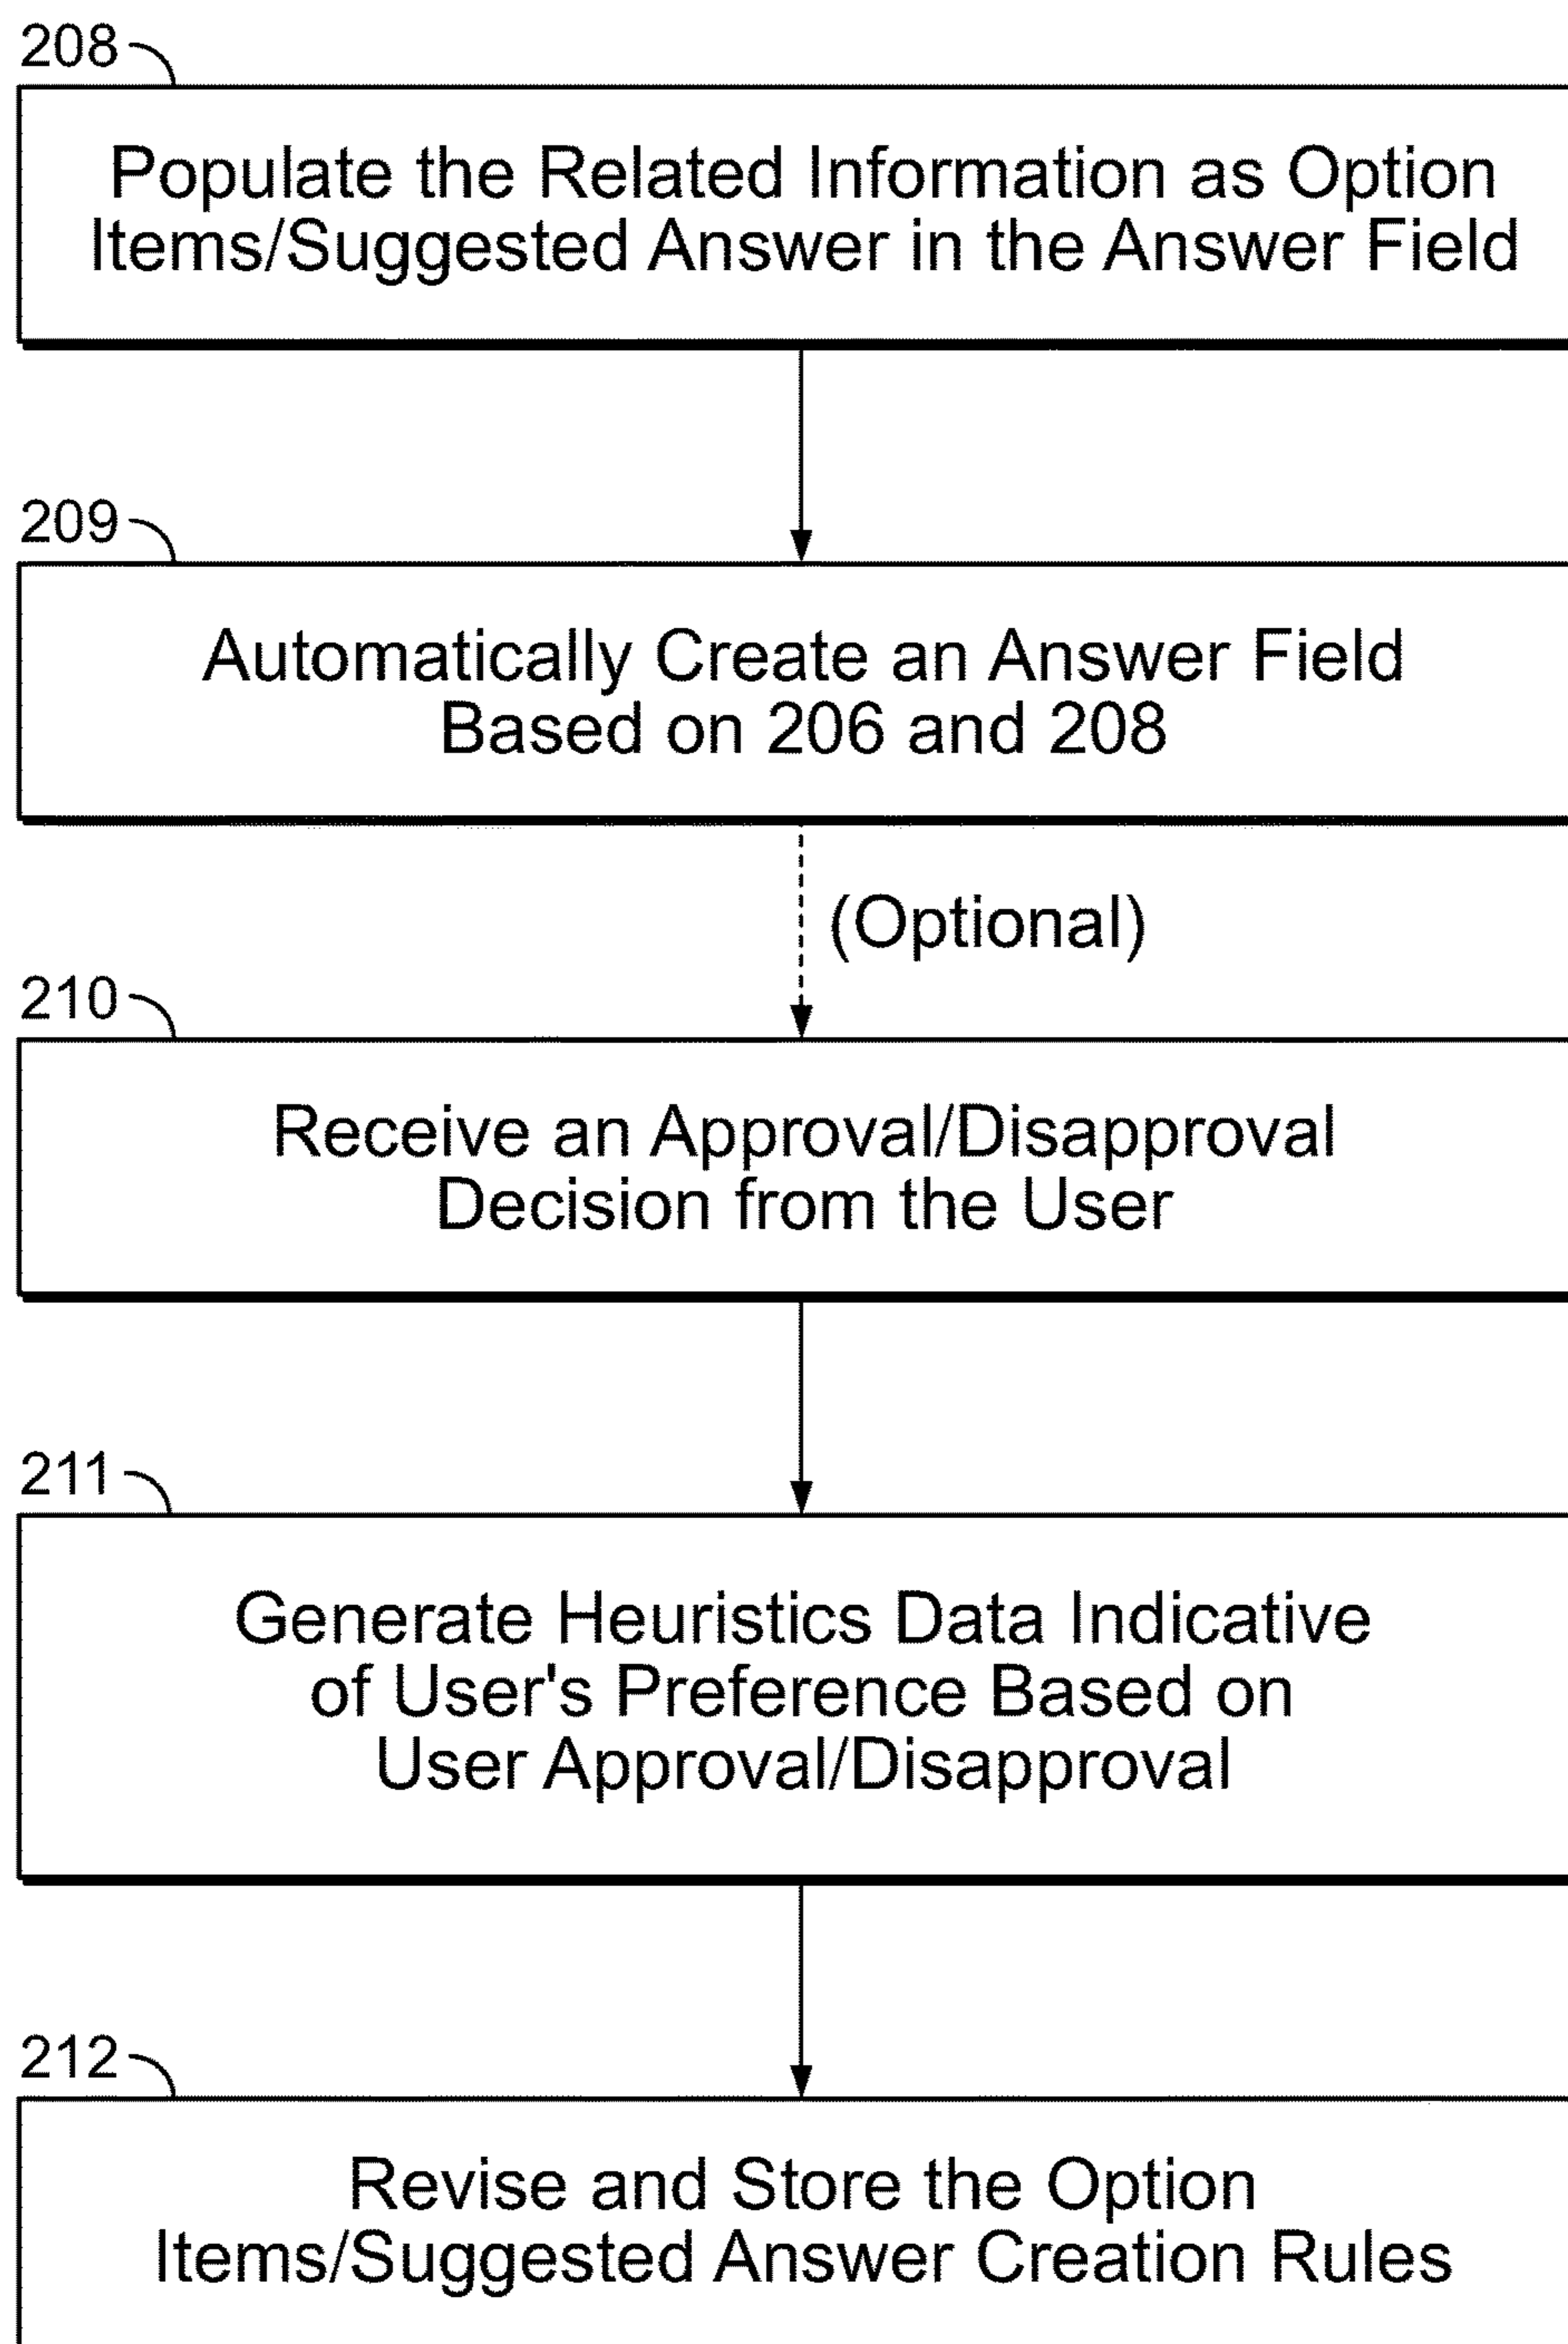 208
Populate the Related Information as Option
Items/Suggested Answer in the Answer Field
209
Automatically Create an Answer Field
Based on 206 and 208
(Optional)
210
Receive an Approval/Disapproval
Decision from the User
211
Generate Heuristics Data Indicative
of User's Preference Based on
User Approval/Disapproval
212
Revise and Store the Option
Items/Suggested Answer Creation Rules